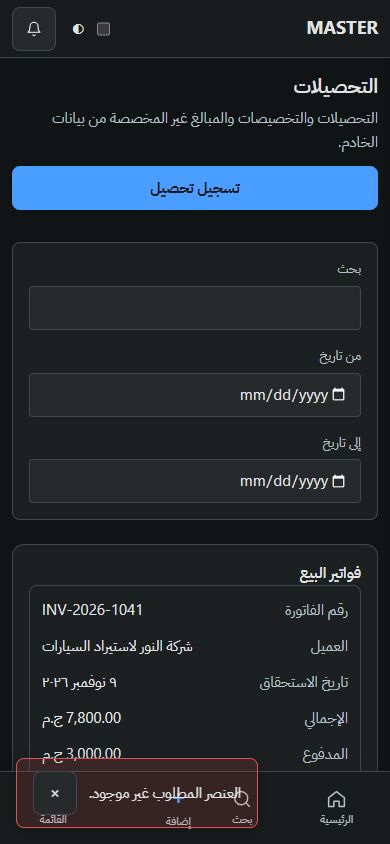 MASTER
التحصيلات
التحصيلات والتخصيصات والمبالغ غير المخصصة من بيانات
الخادم.
تسجيل تحصيل
بحث
من تاريخ
mm/dd/yyyy
إلى تاريخ
mm/dd/yyyy
فواتير البيع
رقم الفاتورة INV-2026-1041
العميل شركة النور لاستيراد السيارات
تاريخ الاستحقاق ٩ نوفمبر ٢٠٢٦
الإجمالي 7,800.00 ج.م
المدفوع 3,000.00 ج.م
العنصر المطلوب غير موجود. ×
الرئيسية بحث إضافة القائمة